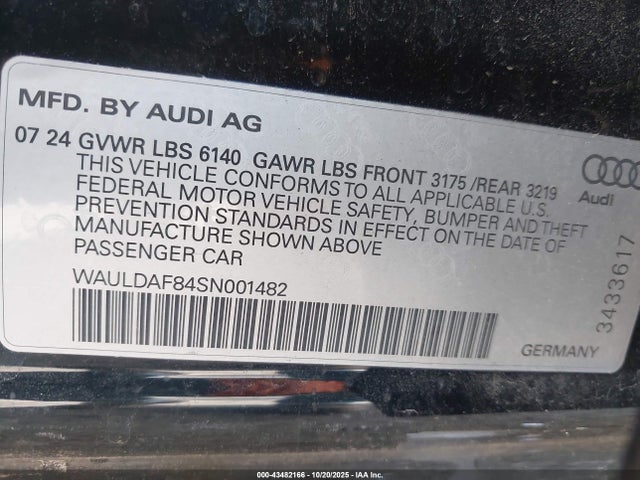 MFD. BY AUDI AG
07 24 GVWR LBS 6140 GAWR LBS FRONT 3175 /REAR 3219
THIS VEHICLE CONFORMS TO ALL APPLICABLE U.S.
FEDERAL MOTOR VEHICLE SAFETY, BUMPER AND THEFT
PREVENTION STANDARDS IN EFFECT ON THE DATE OF
MANUFACTURE SHOWN ABOVE
PASSENGER CAR
WAULDAF84SN001482
Audi
3433617
GERMANY
000-43482166 - 10/20/2025 - IAA Inc.